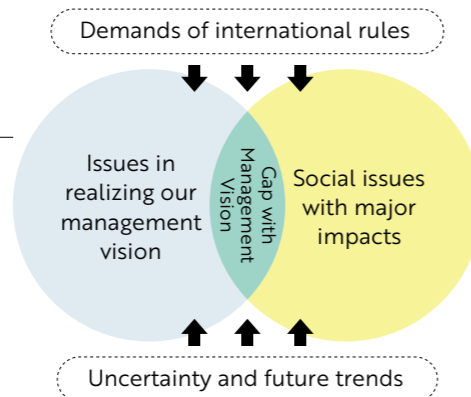 Demands of international rules
Issues in
realizing our
management
vision
Gap with
Management
Vision
Social issues
with major
impacts
Uncertainty and future trends